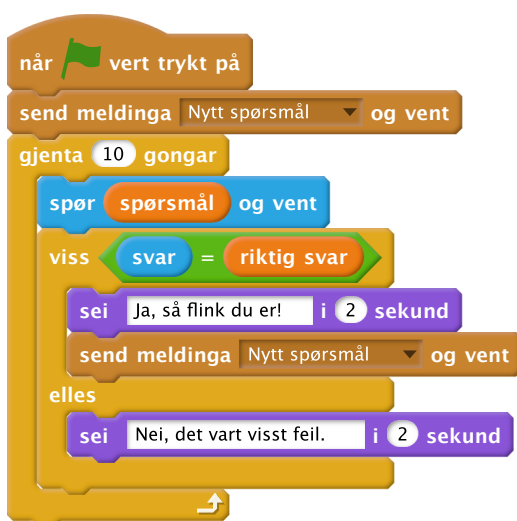 når vert trykt på
send meldinga Nytt spørsmål og vent
gjenta 10 gongar
spør spørsmål og vent
viss svar = riktig svar
sei Ja, så flink du er! i 2 sekund
send meldinga Nytt spørsmål og vent
elles
sei Nei, det vart visst feil. i 2 sekund